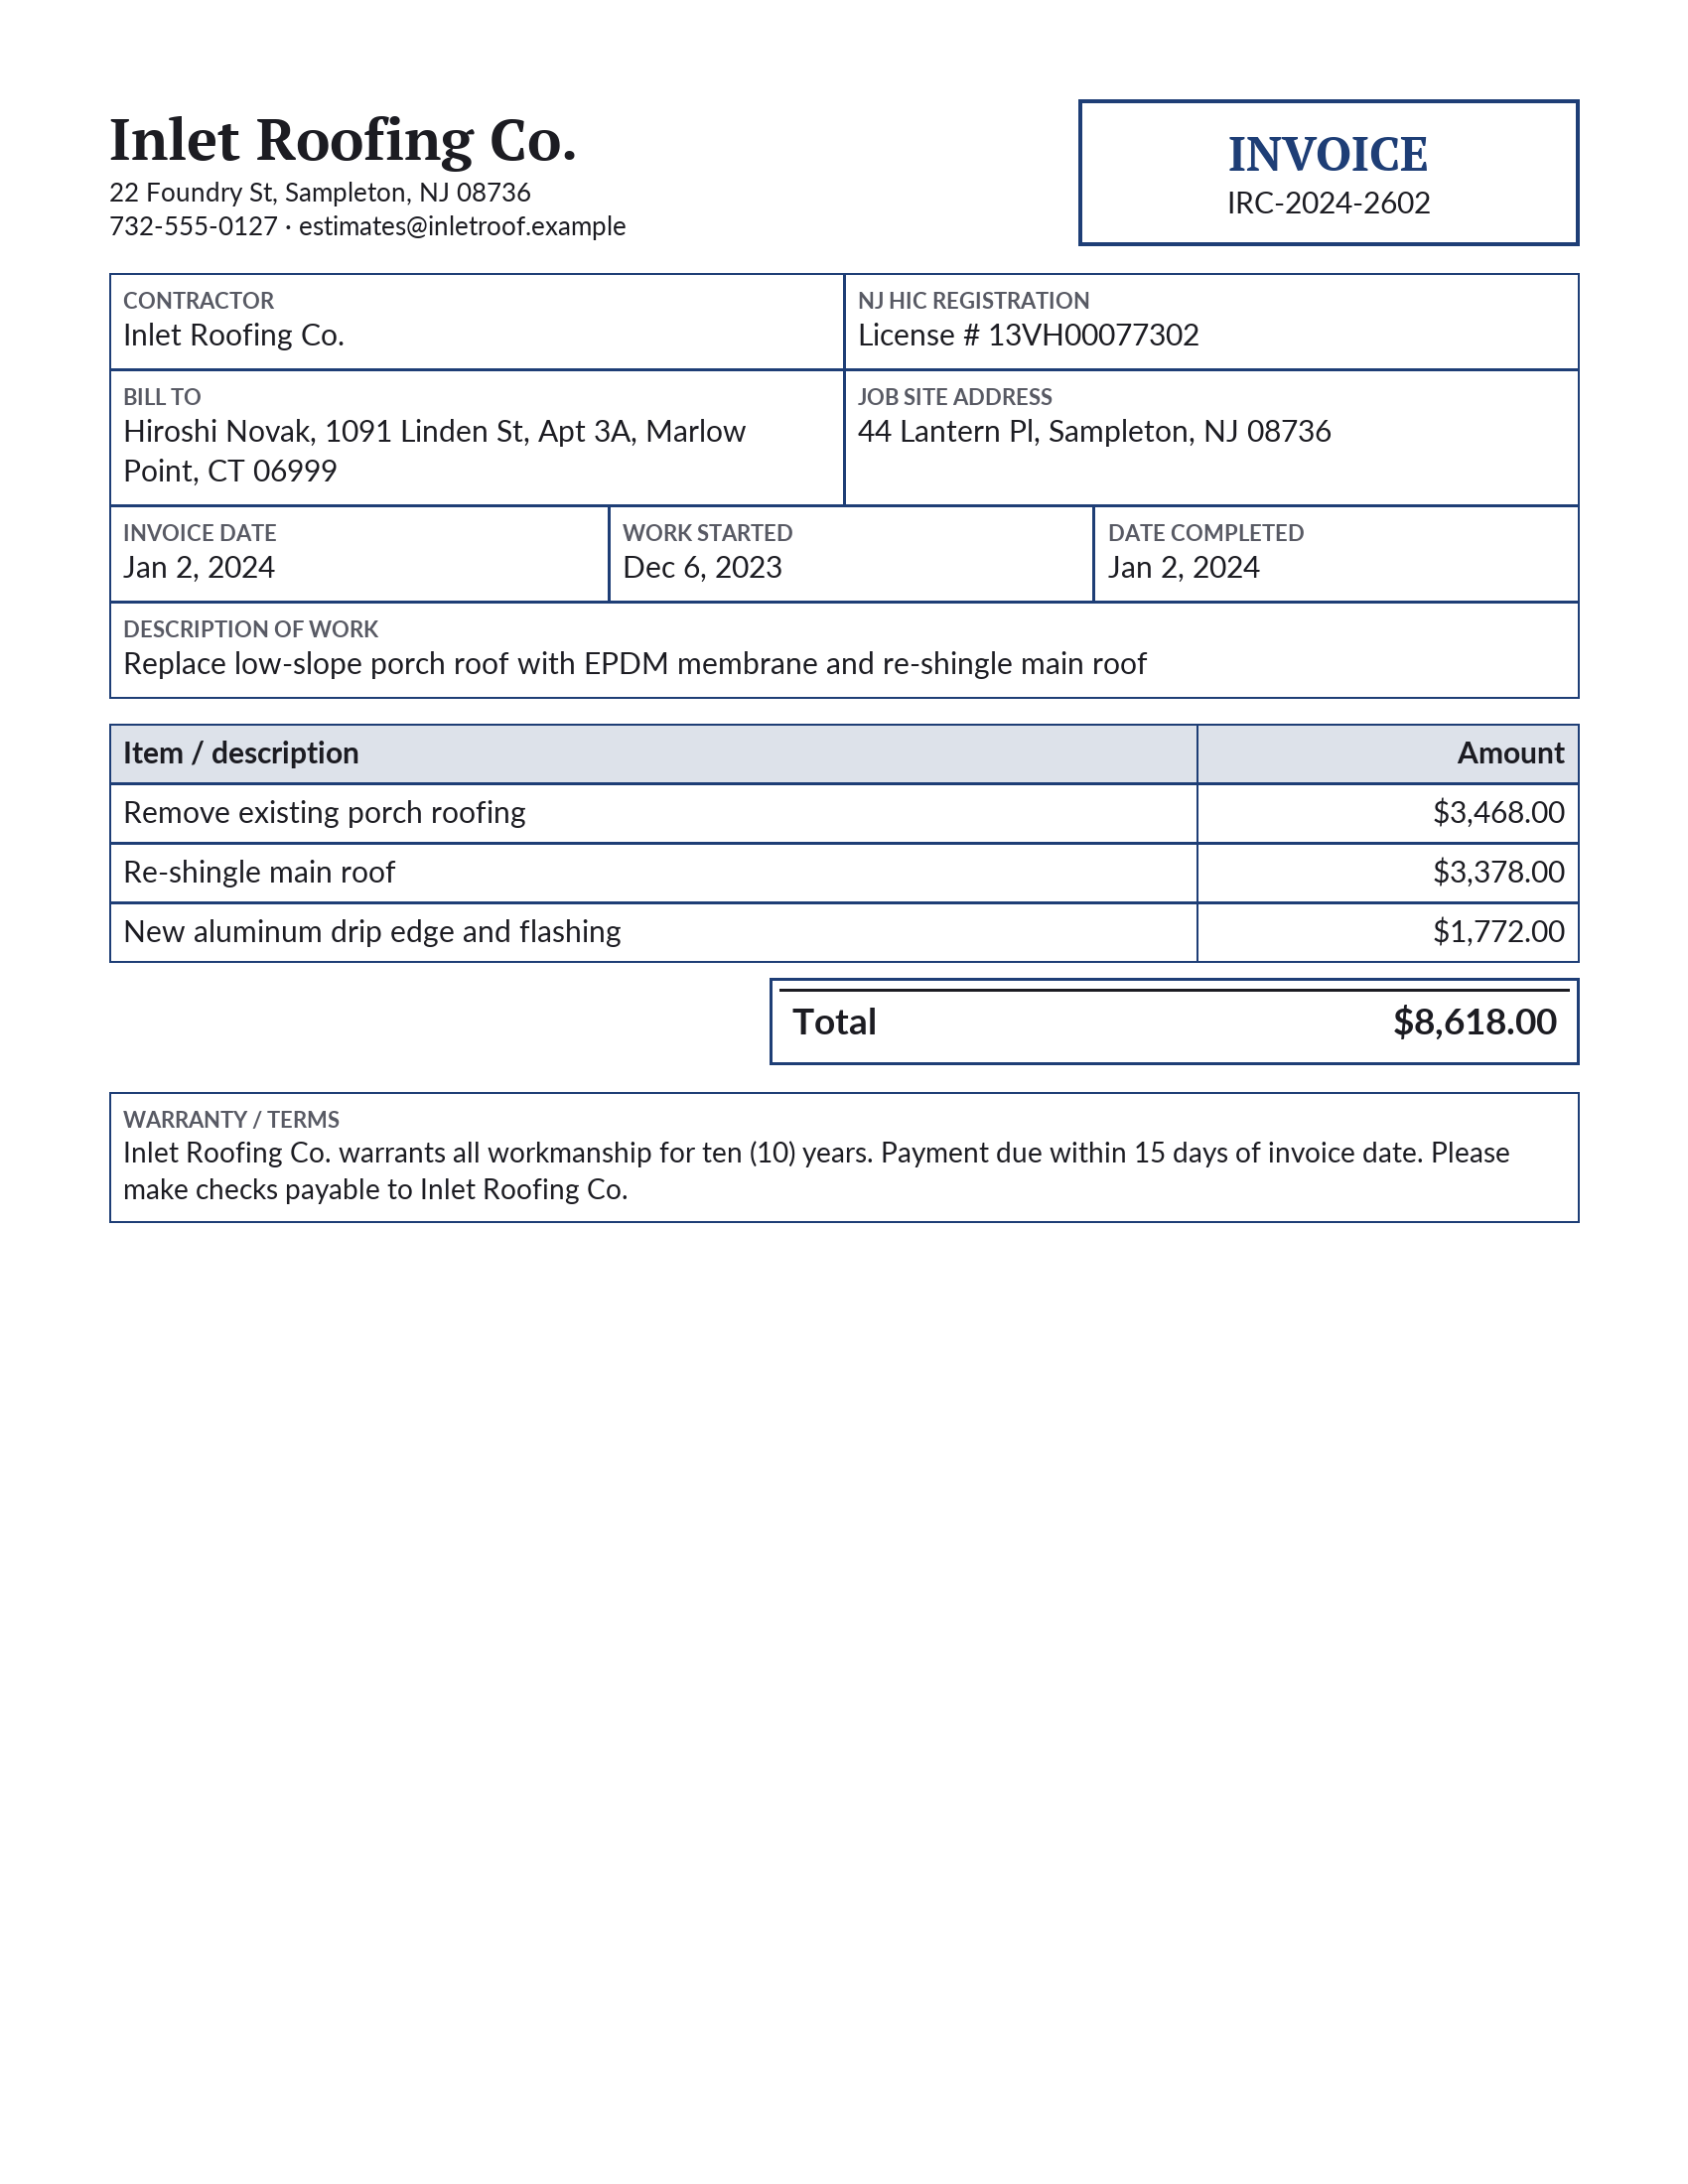 Inlet Roofing Co.
22 Foundry St, Sampleton, NJ 08736
732-555-0127 · estimates@inletroof.example
INVOICE
IRC-2024-2602
CONTRACTOR
Inlet Roofing Co.
NJ HIC REGISTRATION
License # 13VH00077302
BILL TO
Hiroshi Novak, 1091 Linden St, Apt 3A, Marlow
Point, CT 06999
JOB SITE ADDRESS
44 Lantern Pl, Sampleton, NJ 08736
INVOICE DATE
Jan 2, 2024
WORK STARTED
Dec 6, 2023
DATE COMPLETED
Jan 2, 2024
DESCRIPTION OF WORK
Replace low-slope porch roof with EPDM membrane and re-shingle main roof
Item / description Amount
Remove existing porch roofing $3,468.00
Re-shingle main roof $3,378.00
New aluminum drip edge and flashing $1,772.00
Total $8,618.00
WARRANTY / TERMS
Inlet Roofing Co. warrants all workmanship for ten (10) years. Payment due within 15 days of invoice date. Please
make checks payable to Inlet Roofing Co.